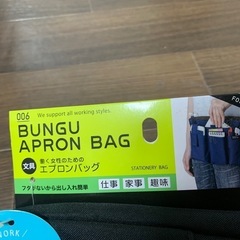 006
We support all working styles.
BUNGU
APRON BAG
文具
働く女性のための
エプロンバッグ
STATIONERY BAG
フタがないから出し入れ簡単
仕事 家事 趣味
FO
WORK/